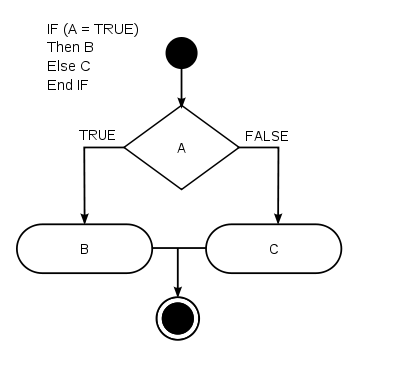 IF (A = TRUE)
Then B
Else C
End IF
TRUE
FALSE
A
B
C